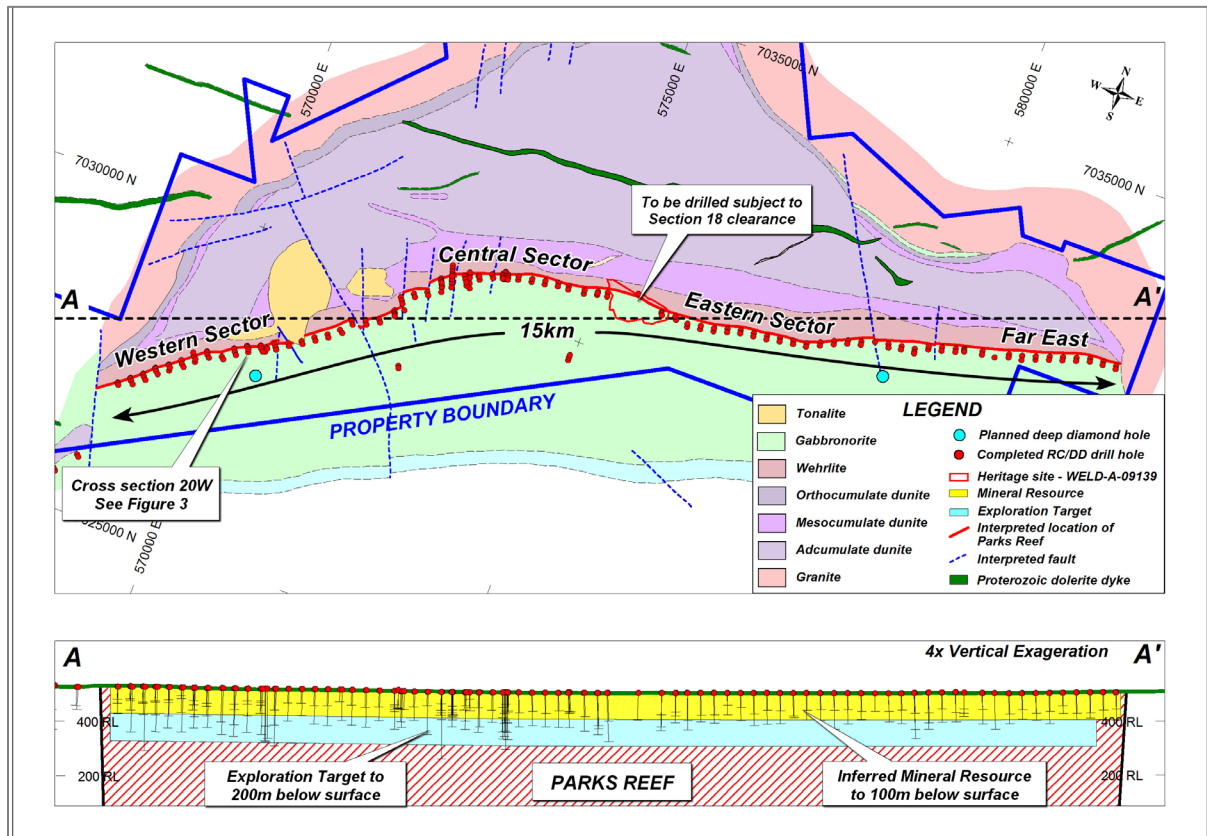 570000 E
575000 E
7035000 N
580000 E
N
W
E
S
7030000 N
7035000 N
To be drilled subject to
Section 18 clearance
Central Sector
A
A'
Western Sector
15km
Eastern Sector
Far East
PROPERTY BOUNDARY
Cross section 20W
See Figure 3
25000 N
570000 E
LEGEND
Tonalite
Gabbronorite
Wehrlite
Orthocumulate dunite
Mesocumulate dunite
Adcumulate dunite
Granite
Planned deep diamond hole
Completed RC/DD drill hole
Heritage site - WELD-A-09139
Mineral Resource
Exploration Target
Interpreted location of
Parks Reef
Interpreted fault
Proterozoic dolerite dyke
A
4x Vertical Exageration
A'
400 RL
400 RL
200 RL
200 RL
Exploration Target to
200m below surface
PARKS REEF
Inferred Mineral Resource
to 100m below surface